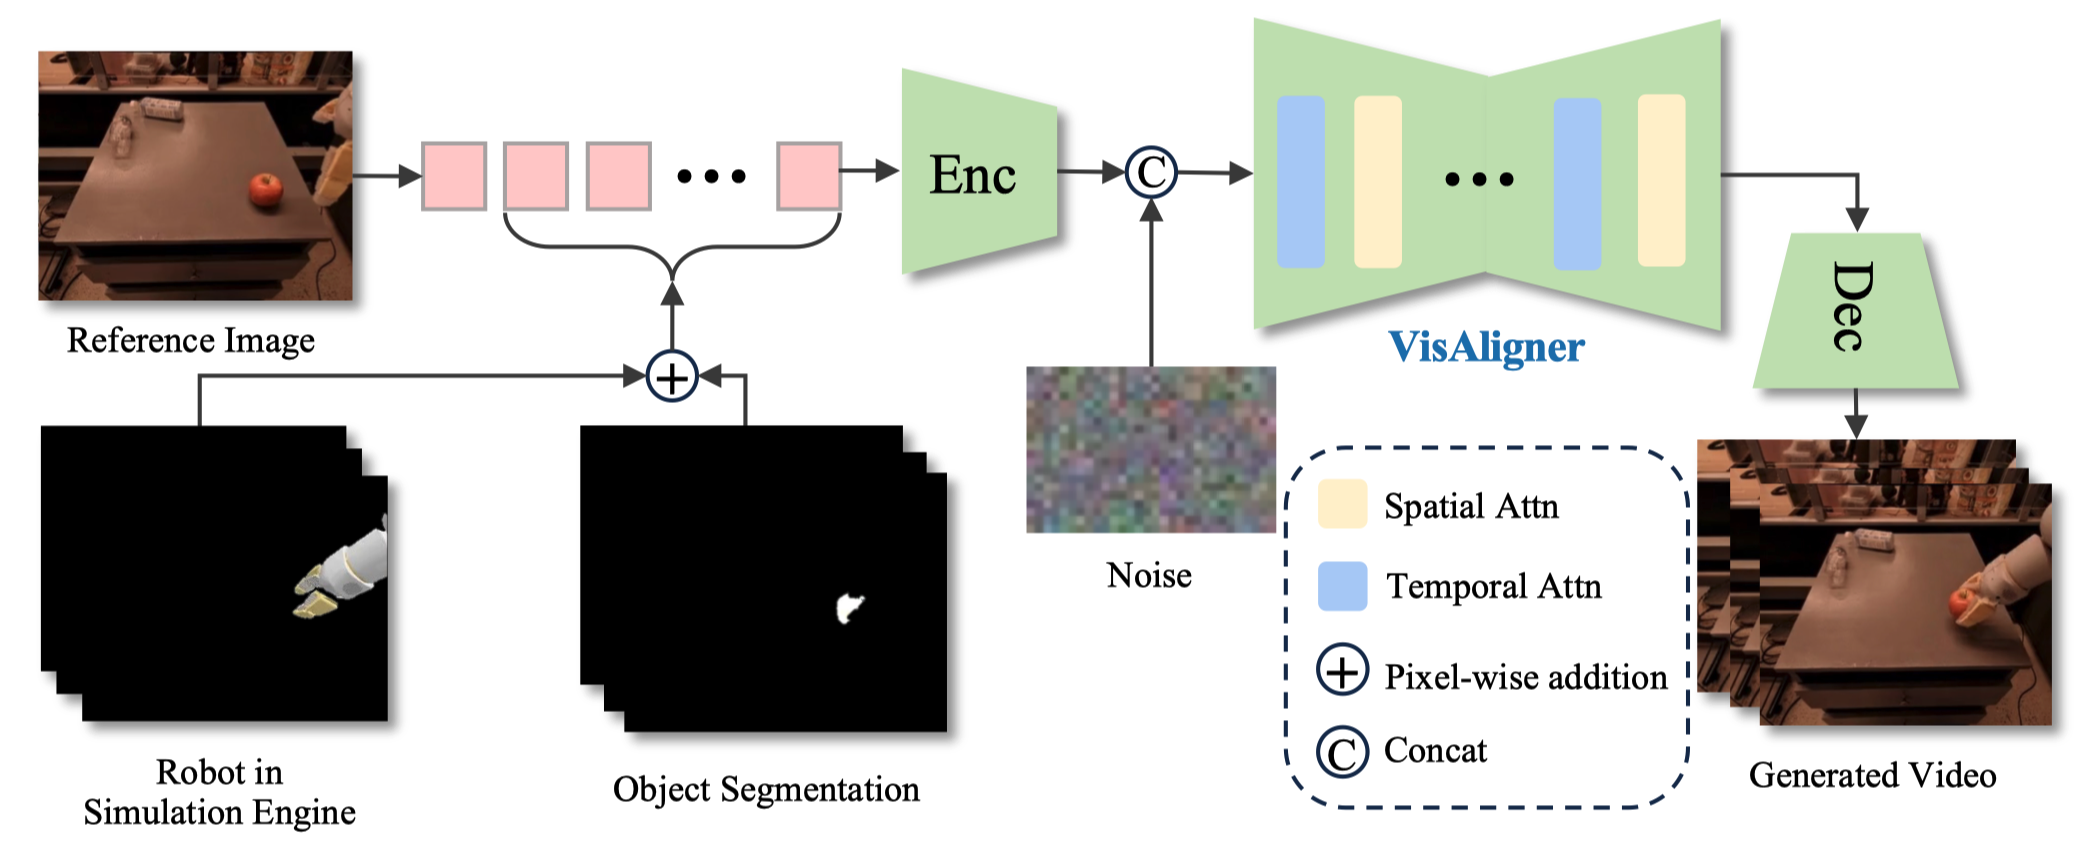 Reference Image
Robot in
Simulation Engine
Object Segmentation
Enc
C
Noise
VisAligner
Dec
Spatial Attn
Temporal Attn
Pixel-wise addition
C Concat
Generated Video